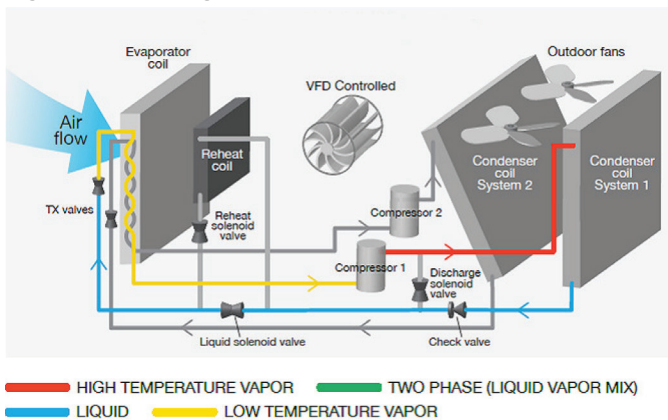 Evaporator
coil
Outdoor fans
VFD Controlled
Air
flow
Reheat
coil
Condenser
coil
System 2
Condenser
coil
System 1
TX valves
Reheat
solenoid
valve
Compressor 2
Compressor 1
Discharge
solenoid
valve
Liquid solenoid valve
Check valve
HIGH TEMPERATURE VAPOR
TWO PHASE (LIQUID VAPOR MIX)
LIQUID
LOW TEMPERATURE VAPOR